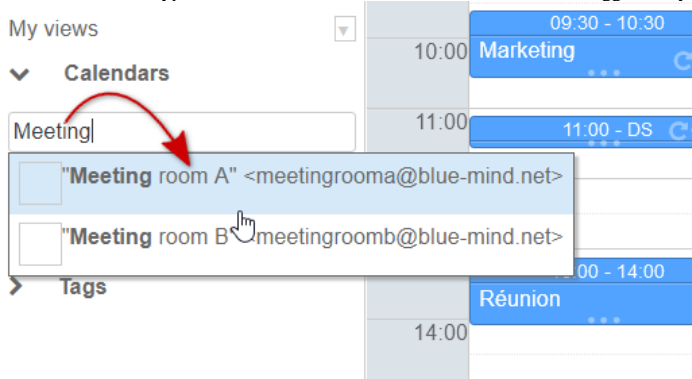 My views
Calendars
Meeting
"Meeting room A" <meetingrooma@blue-mind.net>
"Meeting room B" <meetingroomb@blue-mind.net>
Tags
09:30 - 10:30
10:00
Marketing
11:00
11:00 - DS
00 - 14:00
Réunion
14:00